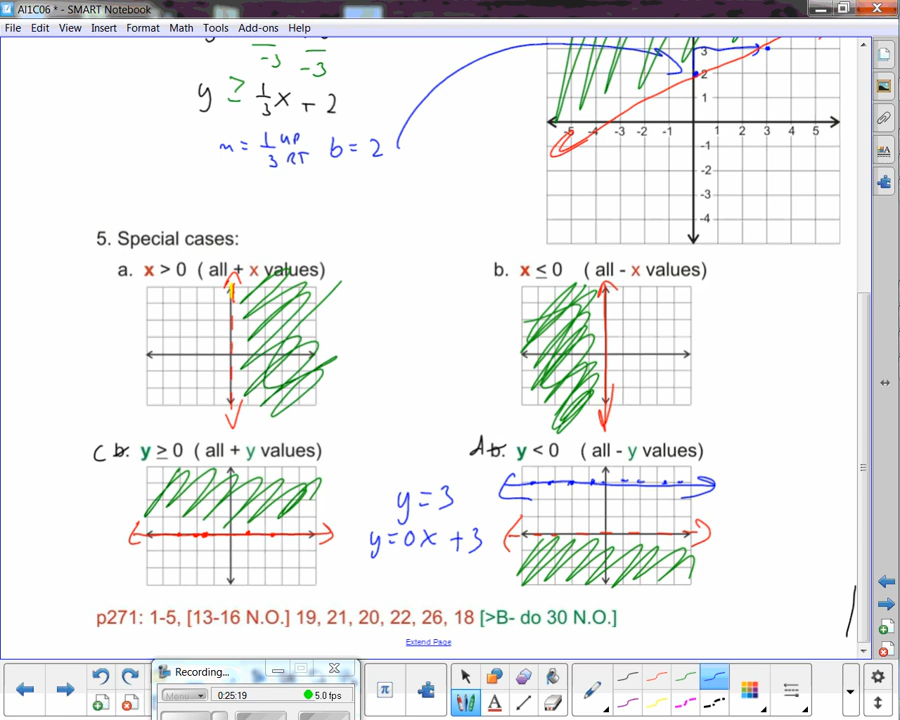 AI1C06 * - SMART Notebook
File Edit View Insert Format Math Tools Add-ons Help
-3 -3
y ≥ 1/3 x + 2
m = 1/3 UP RT b = 2
3
2
1
-5 -3 -2 -1 1 2 3 4 5
-1
-2
-3
-4
5. Special cases:
a. x > 0 ( all + x values)
b. x ≤ 0 ( all - x values)
C b. y ≥ 0 ( all + y values)
d b. y < 0 ( all - y values)
y = 3
y = 0x + 3
p271: 1-5, [13-16 N.O.] 19, 21, 20, 22, 26, 18 [>B- do 30 N.O.]
Extend Page
Recording...
Menu
0:25:19
5.0 fps
π
A